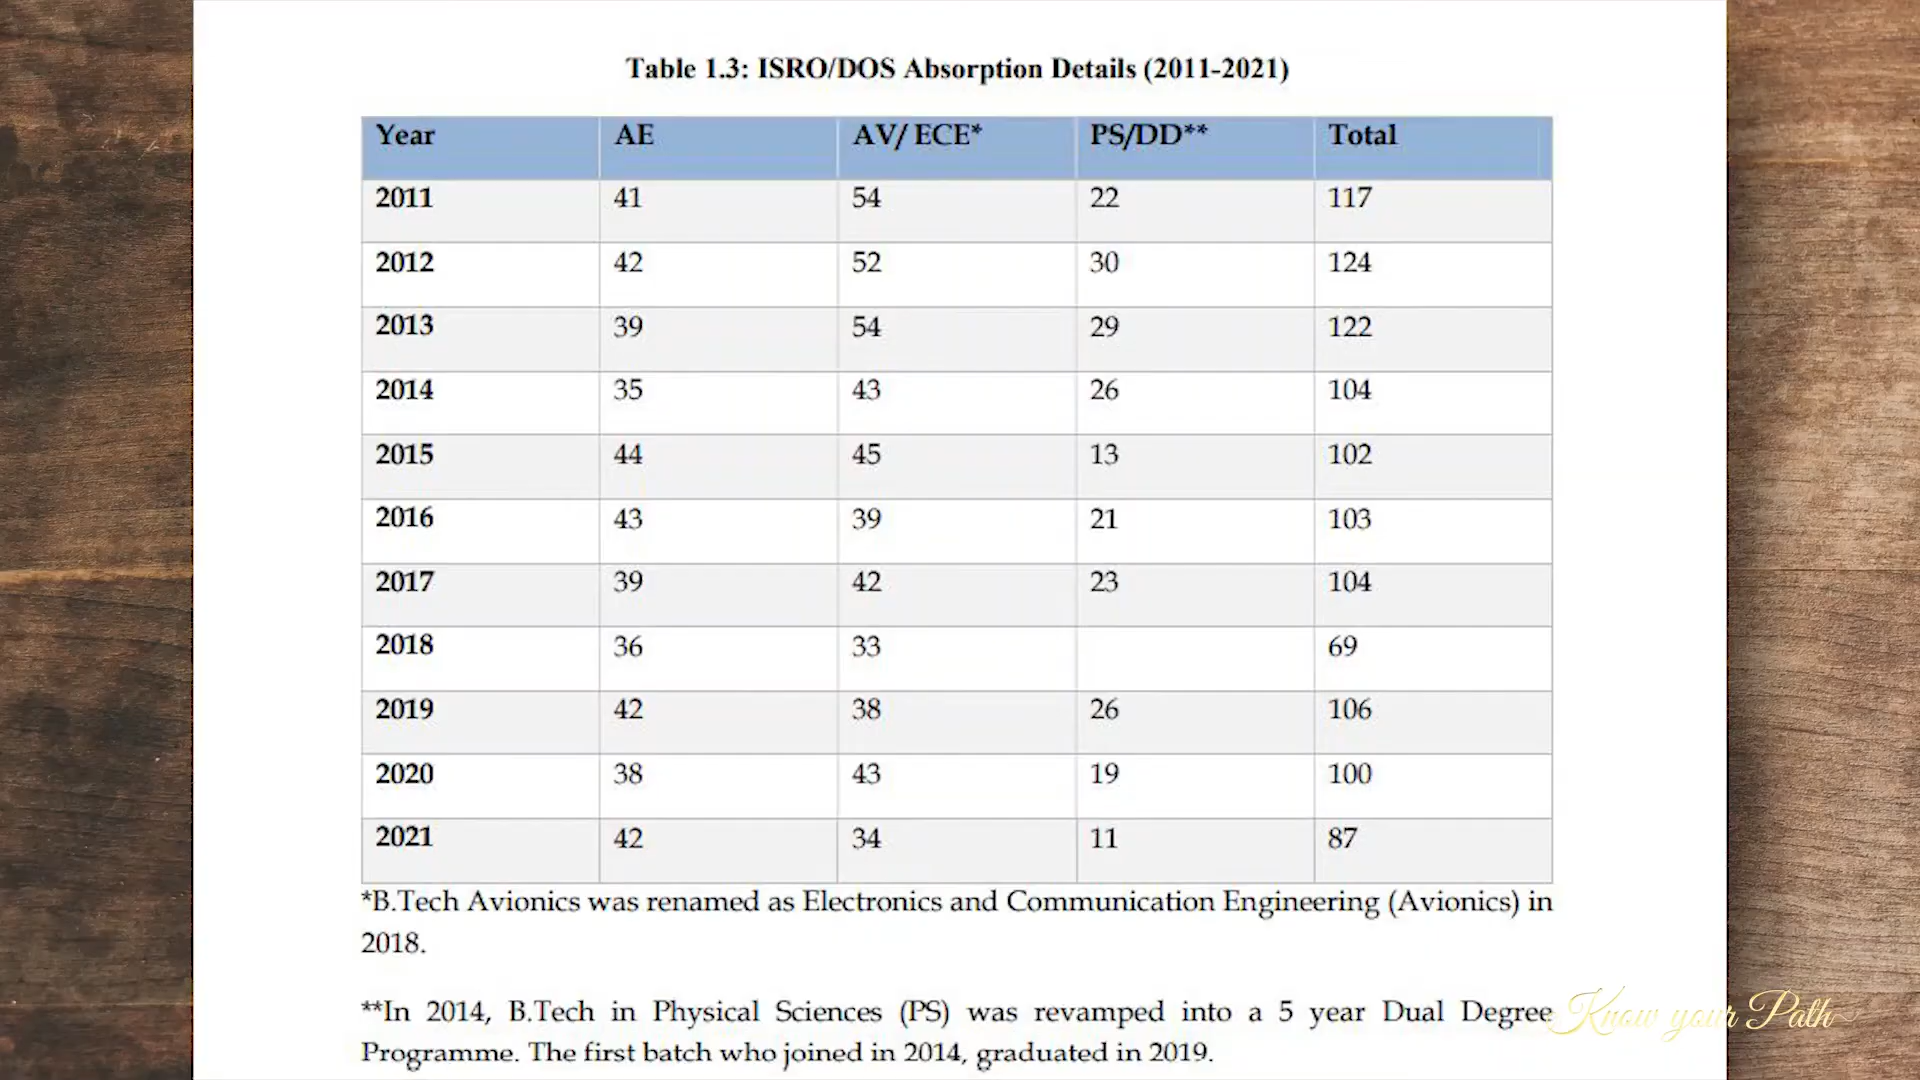 Table 1.3: ISRO/DOS Absorption Details (2011-2021)
Year AE AV/ ECE* PS/DD** Total
2011 41 54 22 117
2012 42 52 30 124
2013 39 54 29 122
2014 35 43 26 104
2015 44 45 13 102
2016 43 39 21 103
2017 39 42 23 104
2018 36 33 69
2019 42 38 26 106
2020 38 43 19 100
2021 42 34 11 87
*B.Tech Avionics was renamed as Electronics and Communication Engineering (Avionics) in
2018.
**In 2014, B.Tech in Physical Sciences (PS) was revamped into a 5 year Dual Degree
Programme. The first batch who joined in 2014, graduated in 2019.
Know your Path